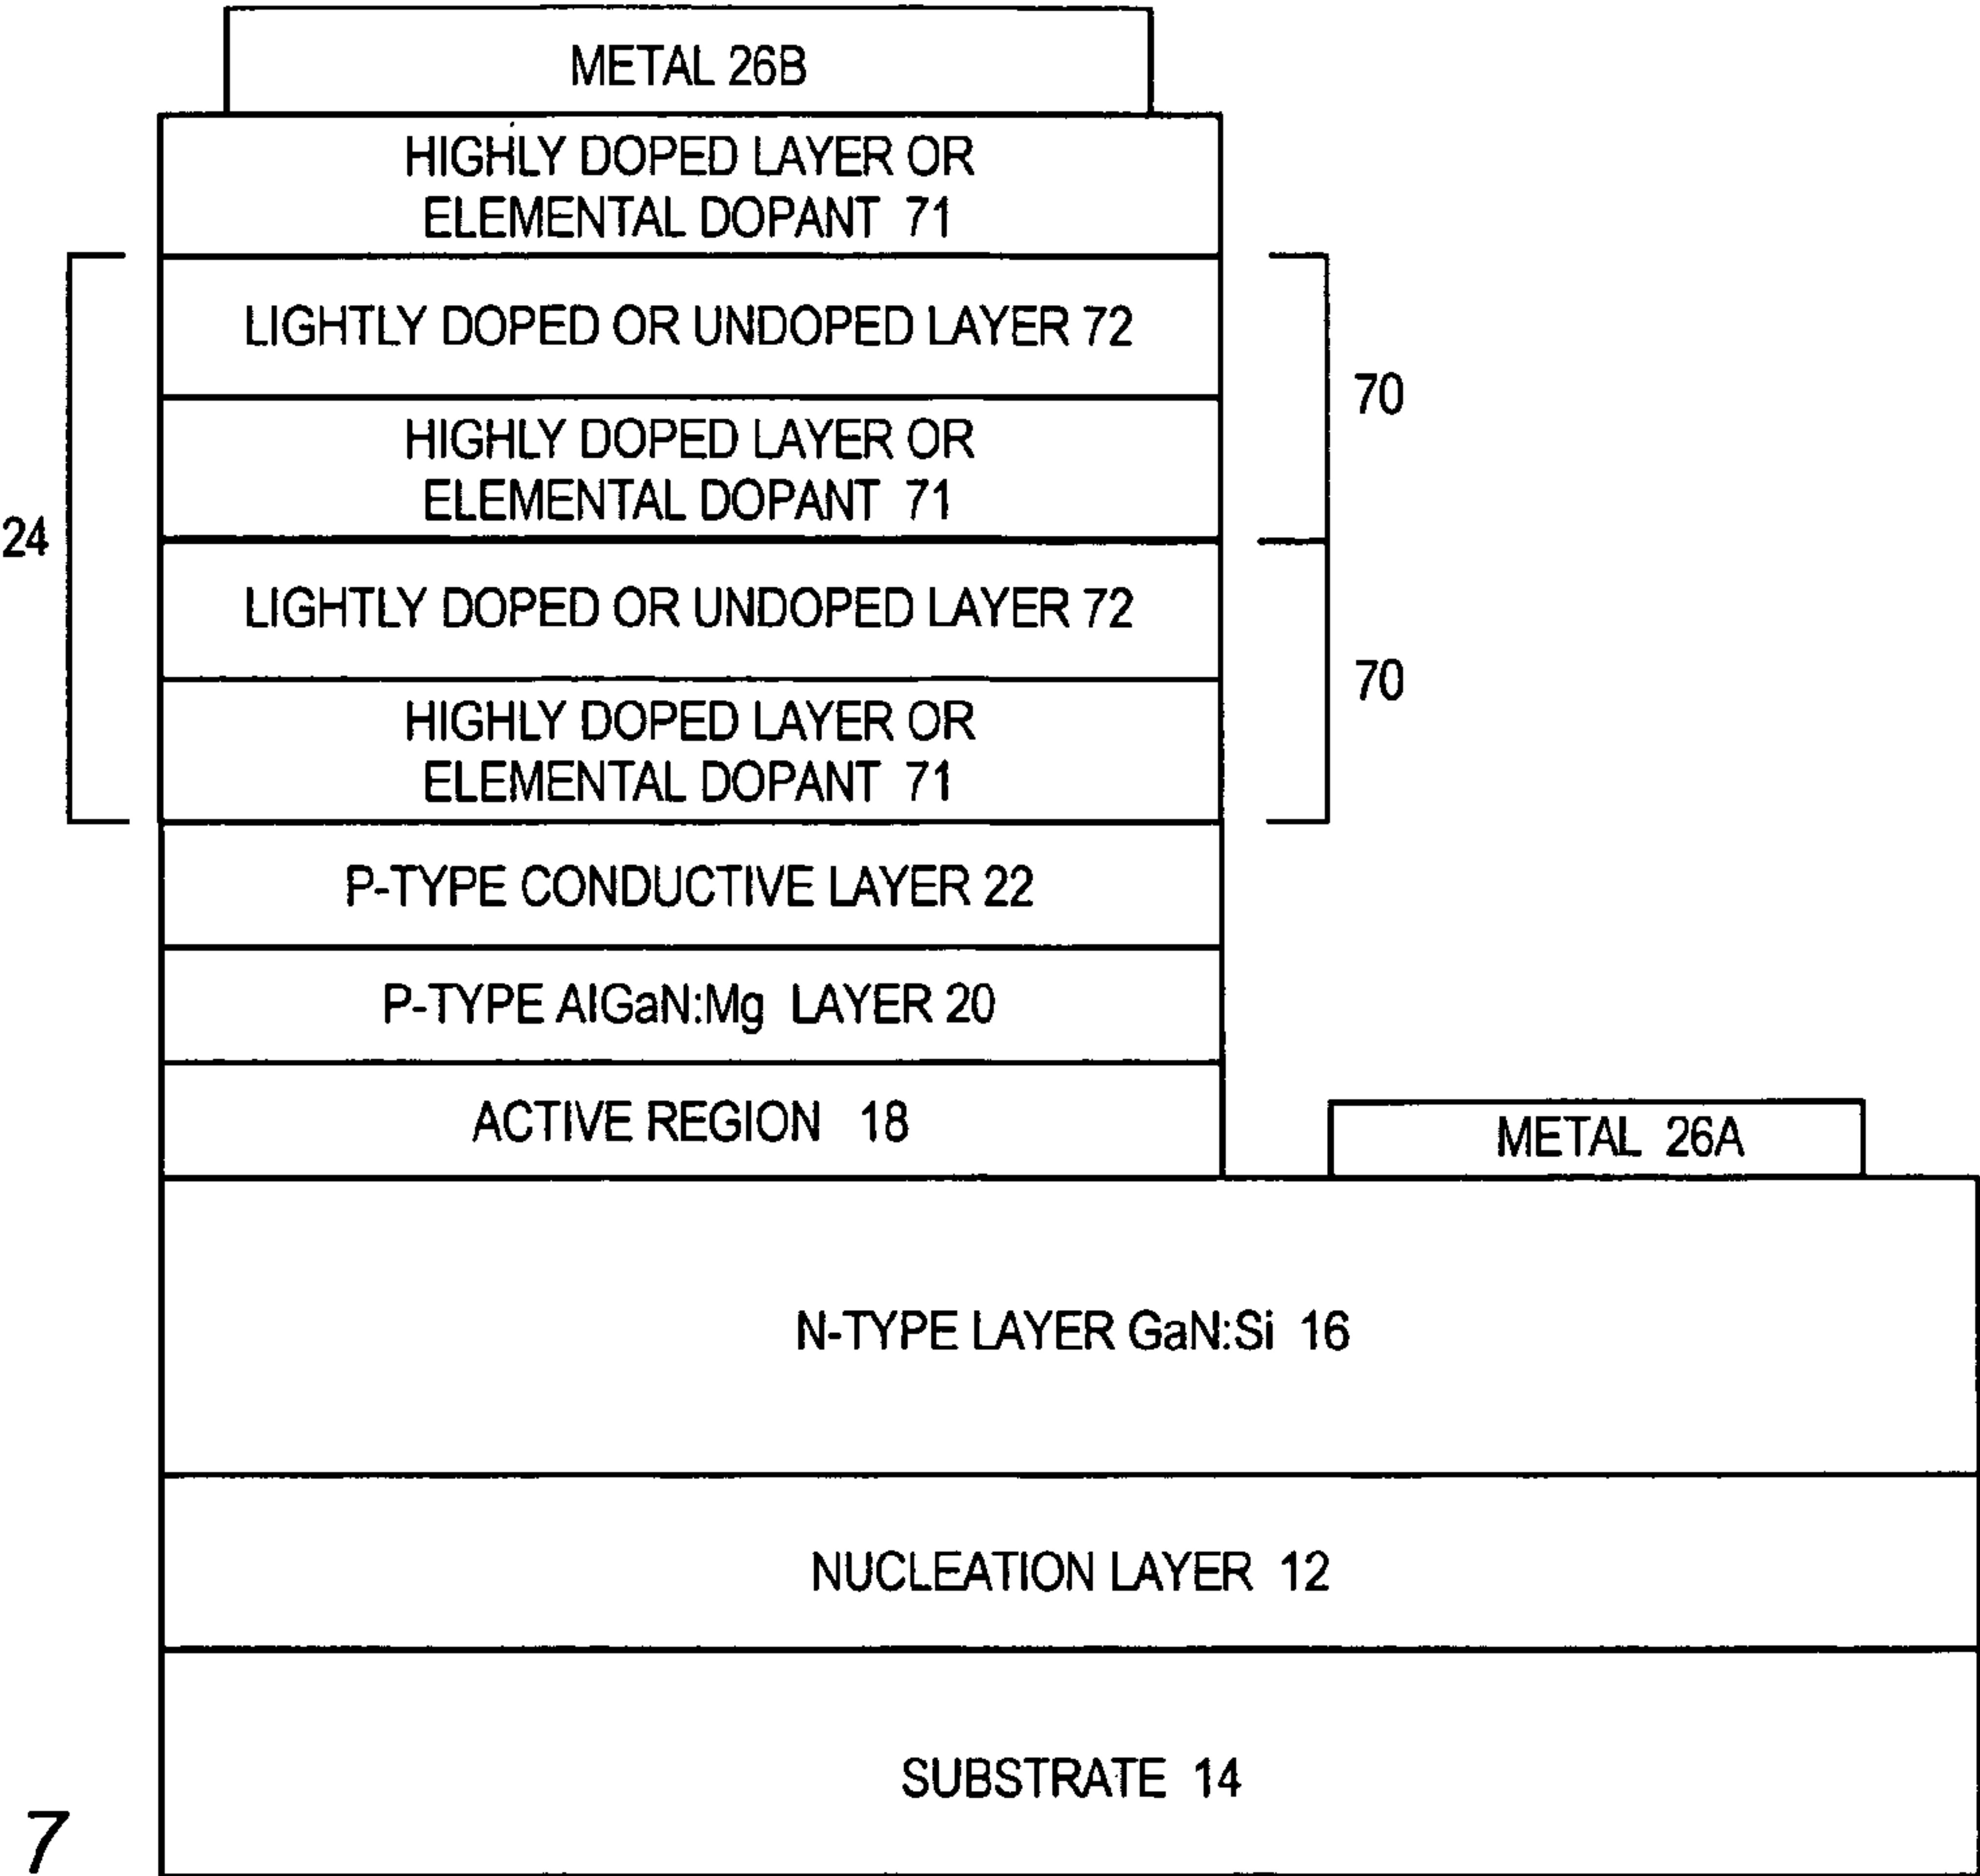 METAL 26B
HIGHLY DOPED LAYER OR
ELEMENTAL DOPANT 71
LIGHTLY DOPED OR UNDOPED LAYER 72
70
HIGHLY DOPED LAYER OR
ELEMENTAL DOPANT 71
24
LIGHTLY DOPED OR UNDOPED LAYER 72
70
HIGHLY DOPED LAYER OR
ELEMENTAL DOPANT 71
P-TYPE CONDUCTIVE LAYER 22
P-TYPE AlGaN:Mg LAYER 20
ACTIVE REGION 18
METAL 26A
N-TYPE LAYER GaN:Si 16
NUCLEATION LAYER 12
SUBSTRATE 14
7